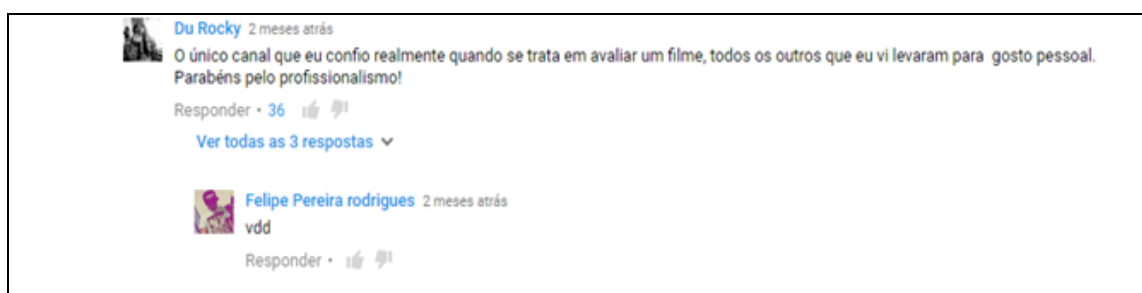 Du Rocky 2 meses atrás
O único canal que eu confio realmente quando se trata em avaliar um filme, todos os outros que eu vi levaram para gosto pessoal.
Parabéns pelo profissionalismo!
Responder • 36
Ver todas as 3 respostas
Felipe Pereira rodrigues 2 meses atrás
vdd
Responder •